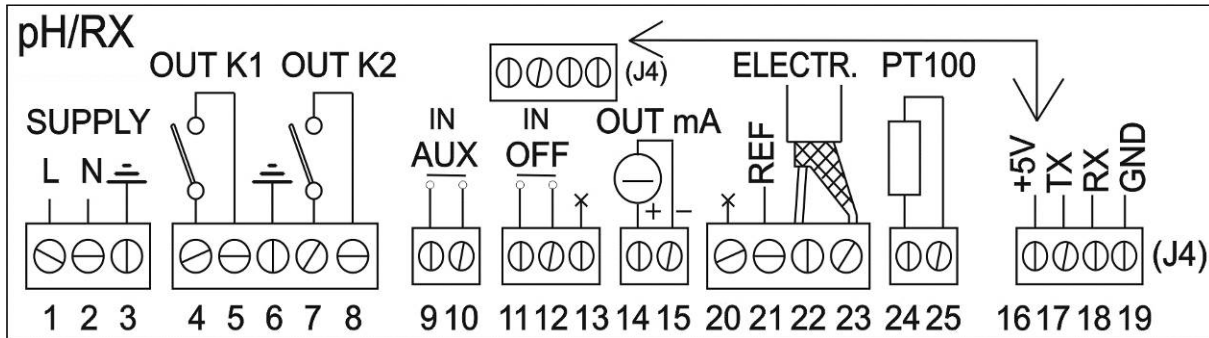 pH/RX
OUT K1 OUT K2
(J4)
ELECTR. PT100
SUPPLY
L N
IN
AUX
IN
OFF
OUT mA
+ -
×
×
REF
+5V
TX
RX
GND
(J4)
1 2 3 4 5 6 7 8 9 10 11 12 13 14 15 20 21 22 23 24 25 16 17 18 19